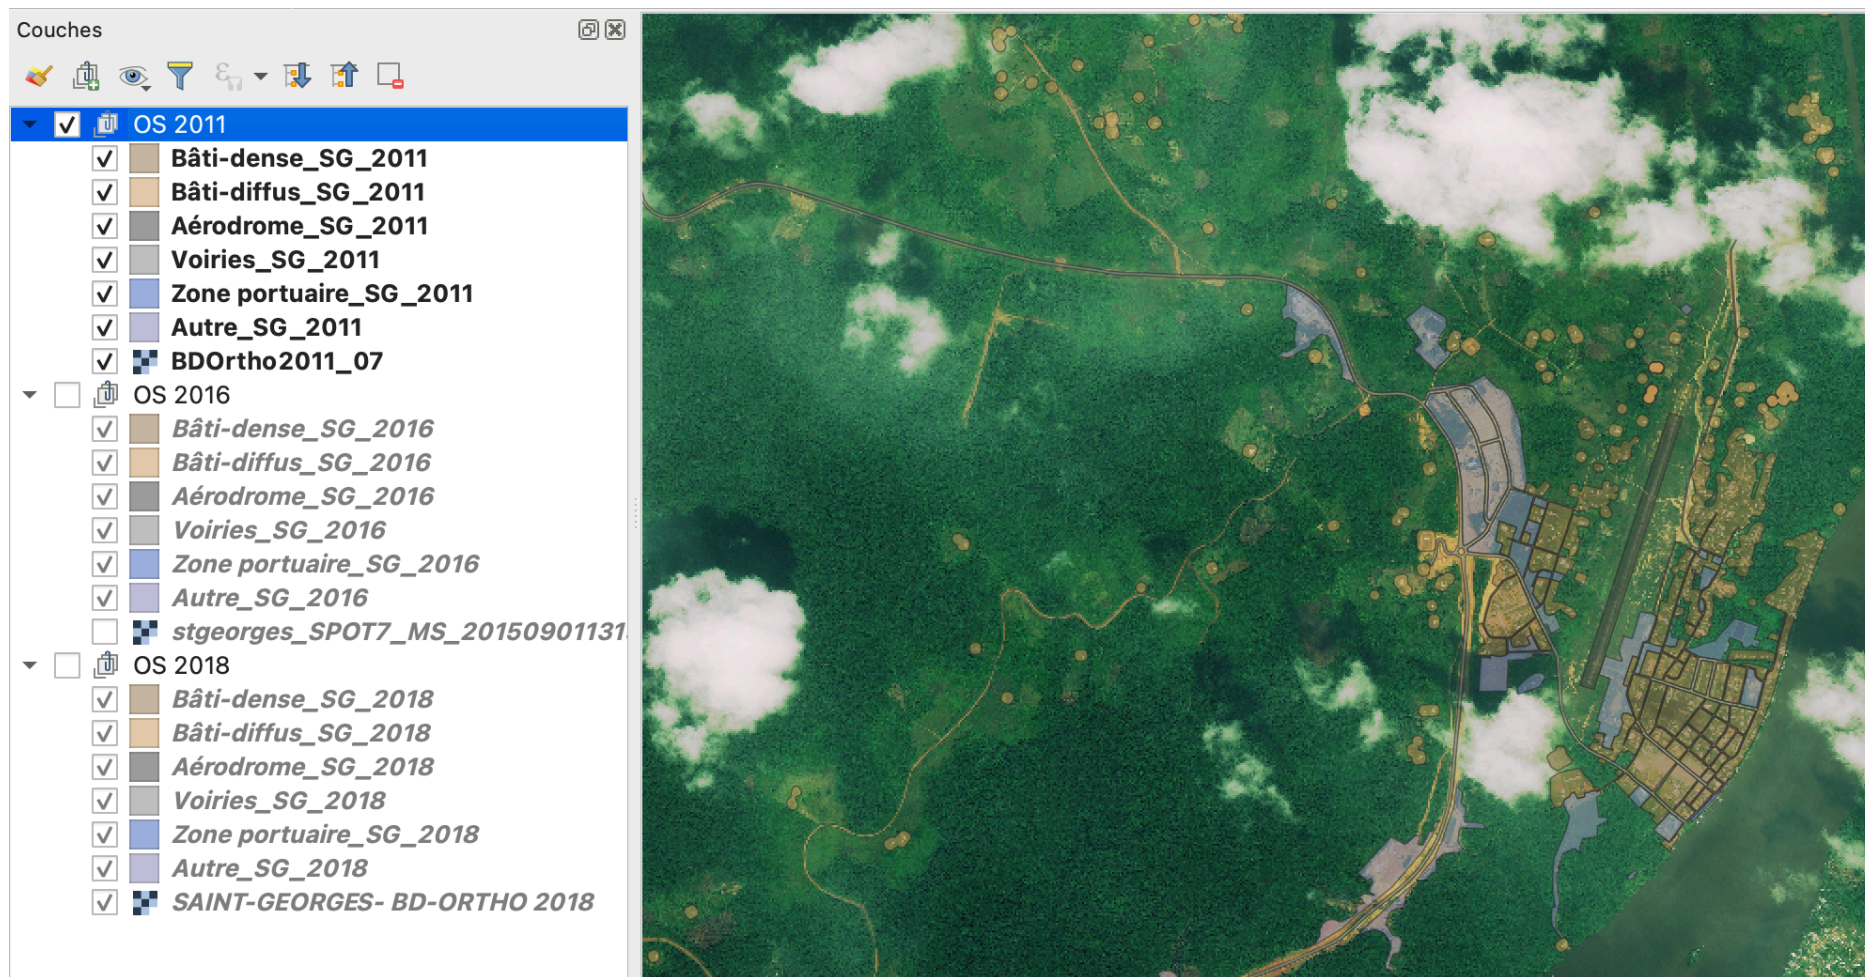 Couches
OS 2011
Bâti-dense_SG_2011
Bâti-diffus_SG_2011
Aérodrome_SG_2011
Voiries_SG_2011
Zone portuaire_SG_2011
Autre_SG_2011
BDOrtho2011_07
OS 2016
Bâti-dense_SG_2016
Bâti-diffus_SG_2016
Aérodrome_SG_2016
Voiries_SG_2016
Zone portuaire_SG_2016
Autre_SG_2016
stgeorges_SPOT7_MS_20150901131
OS 2018
Bâti-dense_SG_2018
Bâti-diffus_SG_2018
Aérodrome_SG_2018
Voiries_SG_2018
Zone portuaire_SG_2018
Autre_SG_2018
SAINT-GEORGES- BD-ORTHO 2018